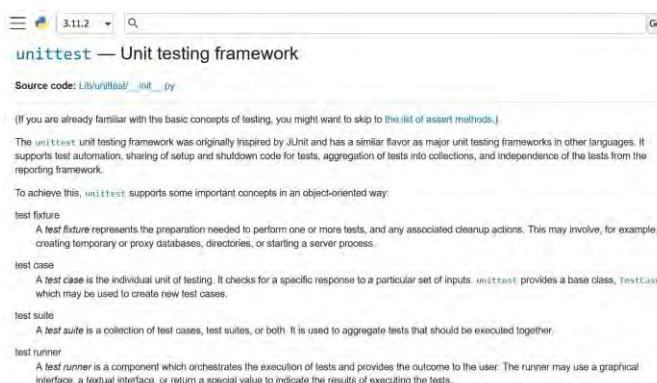 3.11.2
Go
unittest — Unit testing framework
Source code: Lib/unittest/__init__.py
(If you are already familiar with the basic concepts of testing, you might want to skip to the list of assert methods.)
The unittest unit testing framework was originally inspired by JUnit and has a similar flavor as major unit testing frameworks in other languages. It
supports test automation, sharing of setup and shutdown code for tests, aggregation of tests into collections, and independence of the tests from the
reporting framework.
To achieve this, unittest supports some important concepts in an object-oriented way:
test fixture
A test fixture represents the preparation needed to perform one or more tests, and any associated cleanup actions. This may involve, for example,
creating temporary or proxy databases, directories, or starting a server process.
test case
A test case is the individual unit of testing. It checks for a specific response to a particular set of inputs. unittest provides a base class, TestCase
which may be used to create new test cases.
test suite
A test suite is a collection of test cases, test suites, or both. It is used to aggregate tests that should be executed together.
test runner
A test runner is a component which orchestrates the execution of tests and provides the outcome to the user. The runner may use a graphical
interface, a textual interface, or return a special value to indicate the results of executing the tests.